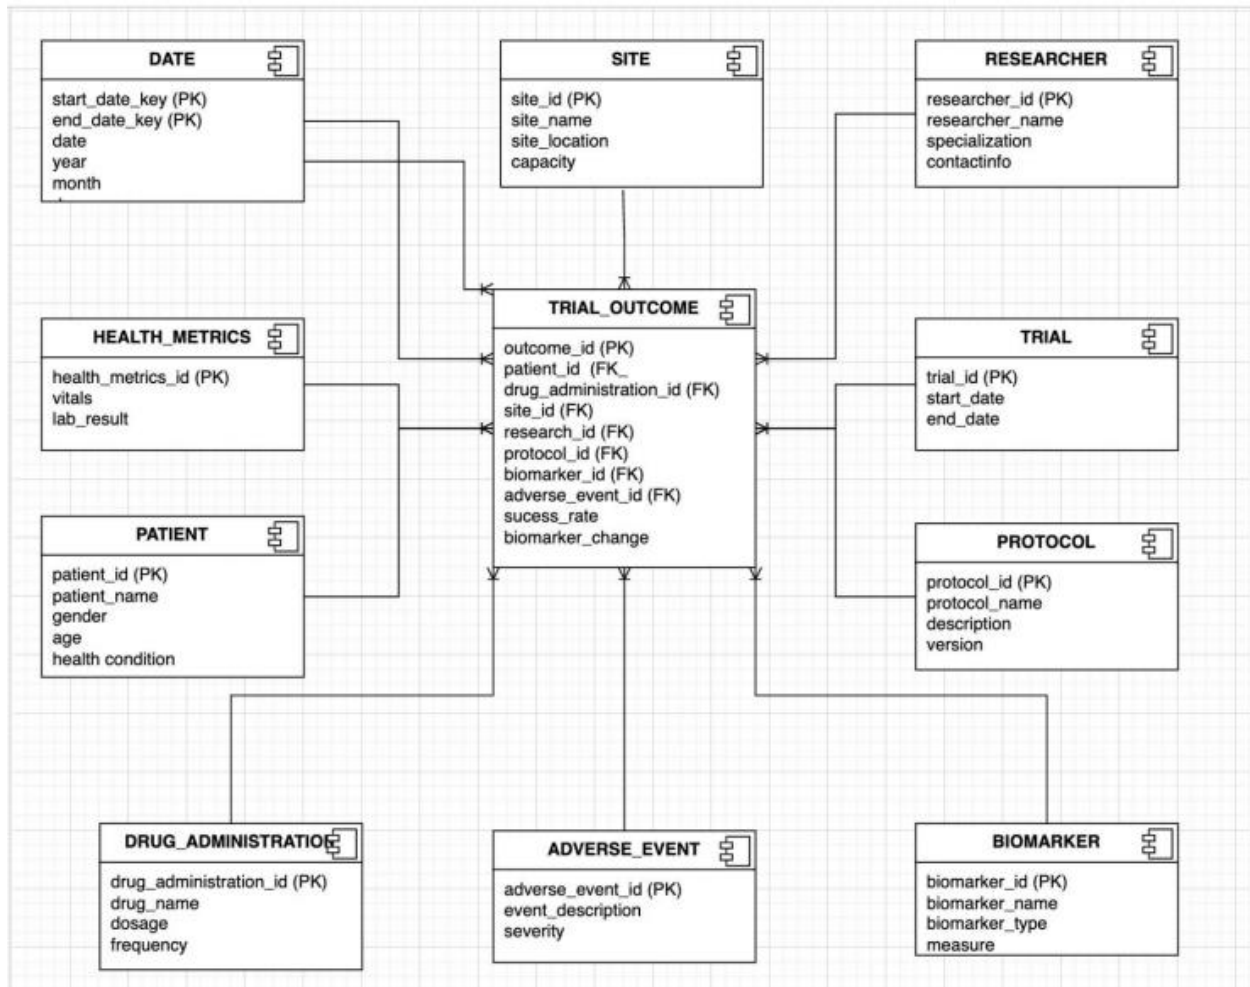 DATE
start_date_key (PK)
end_date_key (PK)
date
year
month
SITE
site_id (PK)
site_name
site_location
capacity
RESEARCHER
researcher_id (PK)
researcher_name
specialization
contactinfo
HEALTH_METRICS
health_metrics_id (PK)
vitals
lab_result
TRIAL_OUTCOME
outcome_id (PK)
patient_id  (FK_
drug_administration_id (FK)
site_id (FK)
research_id (FK)
protocol_id (FK)
biomarker_id (FK)
adverse_event_id (FK)
sucess_rate
biomarker_change
TRIAL
trial_id (PK)
start_date
end_date
PATIENT
patient_id (PK)
patient_name
gender
age
health condition
PROTOCOL
protocol_id (PK)
protocol_name
description
version
DRUG_ADMINISTRATION
drug_administration_id (PK)
drug_name
dosage
frequency
ADVERSE_EVENT
adverse_event_id (PK)
event_description
severity
BIOMARKER
biomarker_id (PK)
biomarker_name
biomarker_type
measure